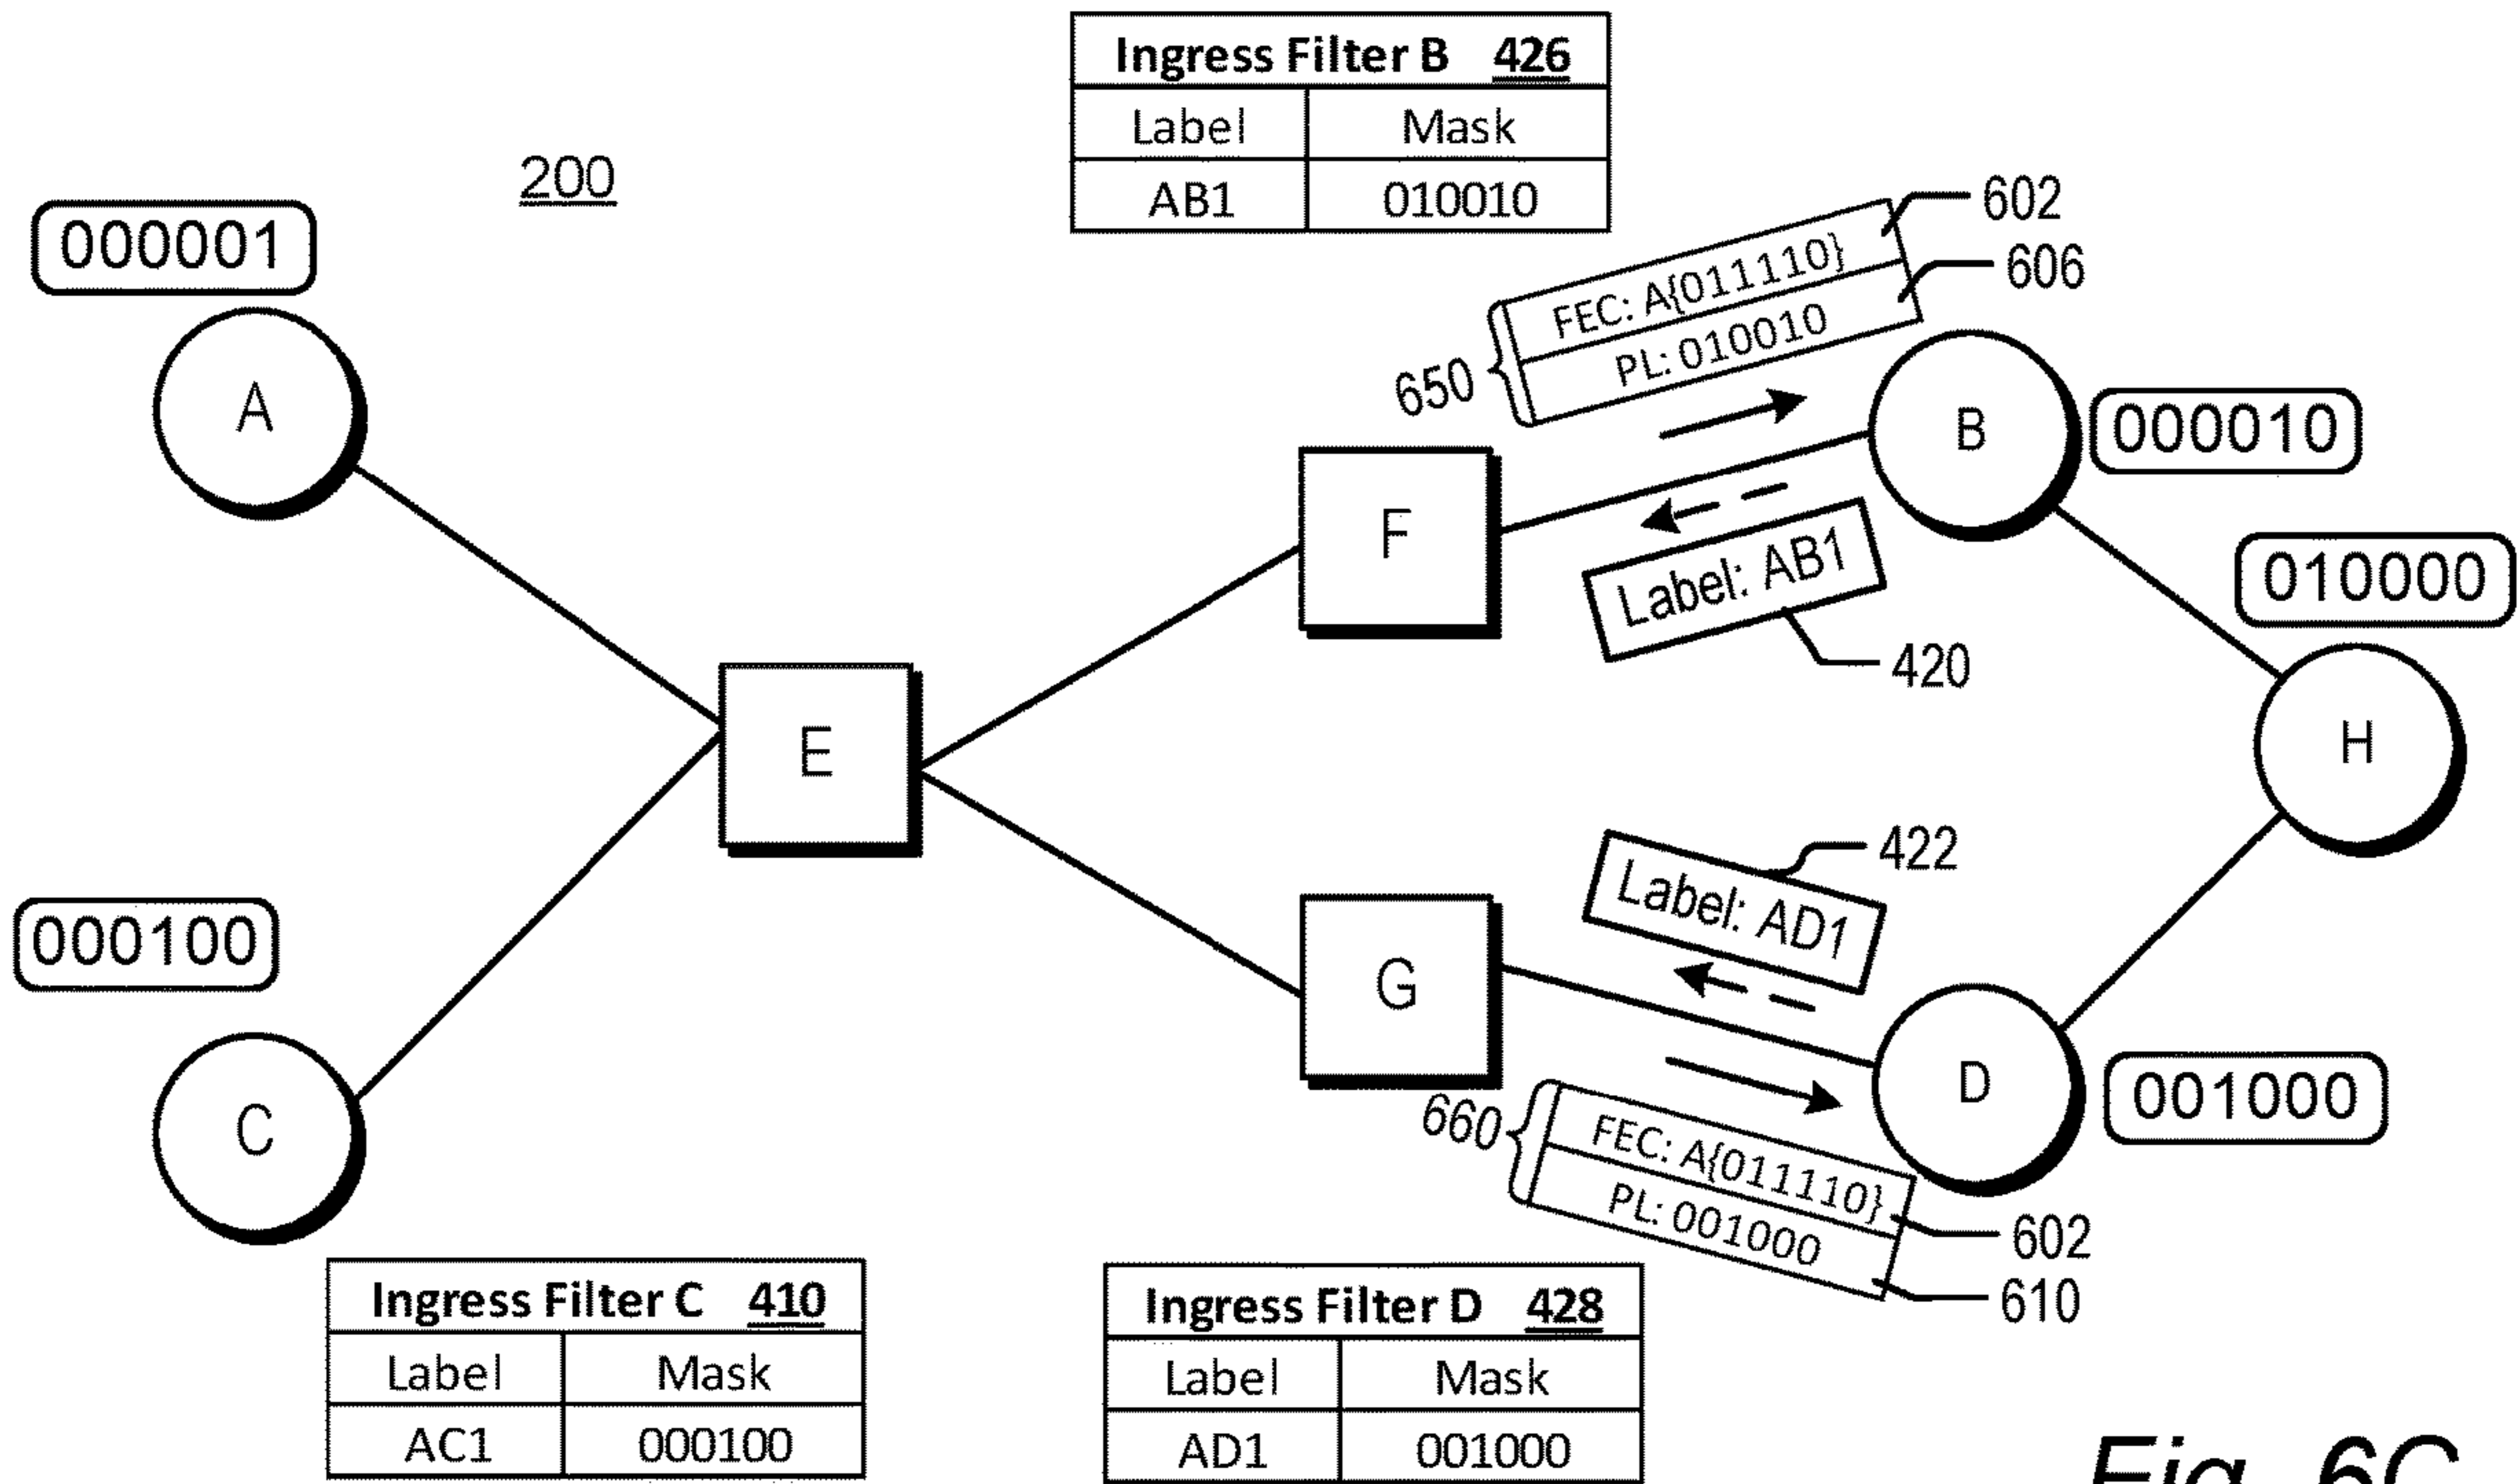 Ingress Filter B 426
Label Mask
AB1 010010
200
000001
602
FEC: A{011110}
606
PL: 010010
650
A
B
000010
F
Label: AB1
420
010000
E
H
422
Label: AD1
000100
G
D
001000
C
660
FEC: A{011110}
PL: 001000
602
610
Ingress Filter C 410
Label Mask
AC1 000100
Ingress Filter D 428
Label Mask
AD1 001000
Fig. 6C